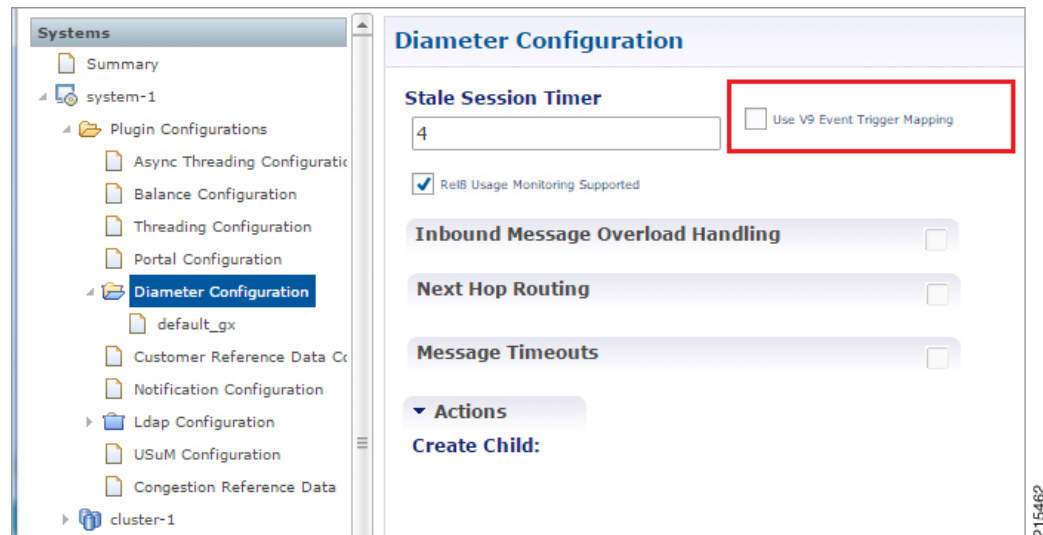 Systems
Summary
system-1
Plugin Configurations
Async Threading Configuratic
Balance Configuration
Threading Configuration
Portal Configuration
Diameter Configuration
default_gx
Customer Reference Data Co
Notification Configuration
Ldap Configuration
USuM Configuration
Congestion Reference Data
cluster-1
Diameter Configuration
Stale Session Timer
4
Use V9 Event Trigger Mapping
Rel8 Usage Monitoring Supported
Inbound Message Overload Handling
Next Hop Routing
Message Timeouts
Actions
Create Child:
215462